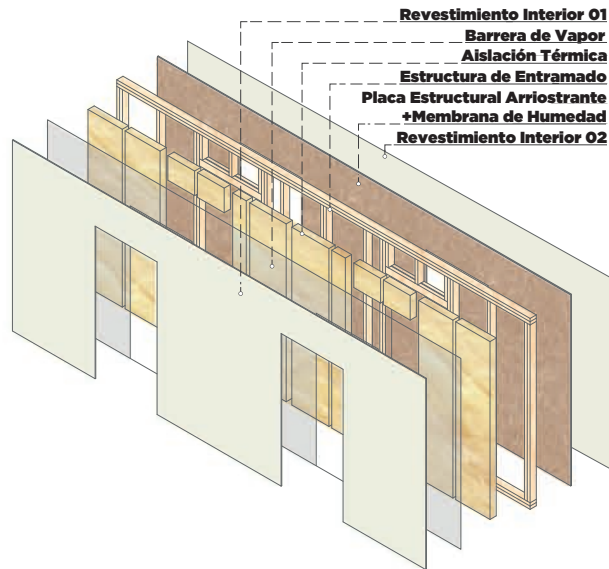 Revestimiento Interior 01
Barrera de Vapor
Aislación Térmica
Estructura de Entramado
Placa Estructural Arriostrante
+Membrana de Humedad
Revestimiento Interior 02